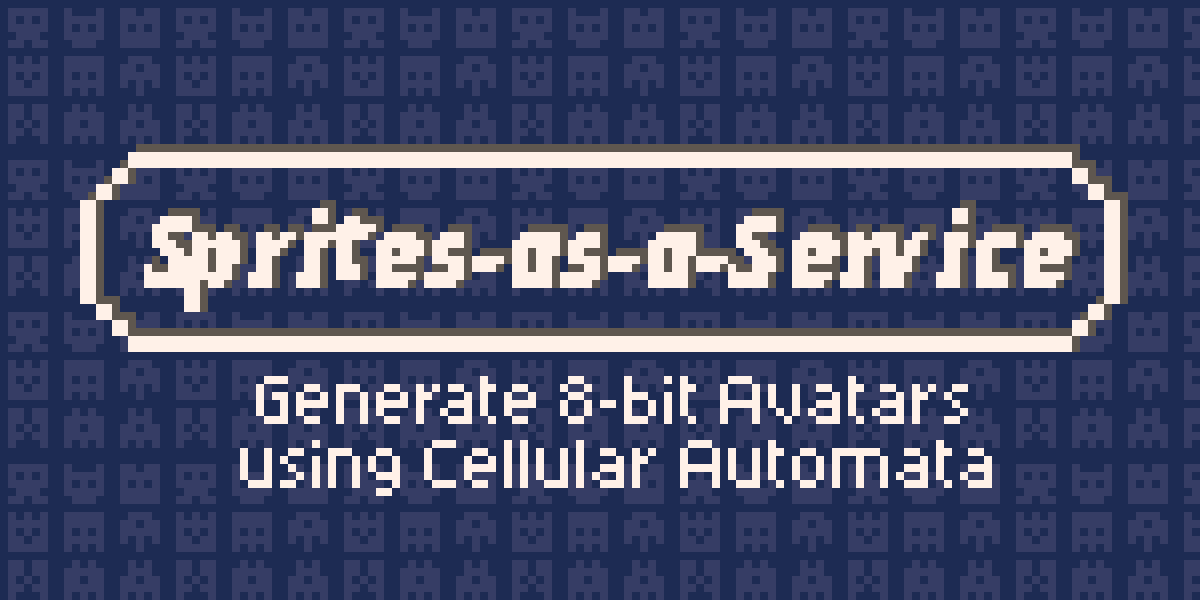 Sprites-as-a-Service
Generate 8-bit Avatars
using Cellular Automata